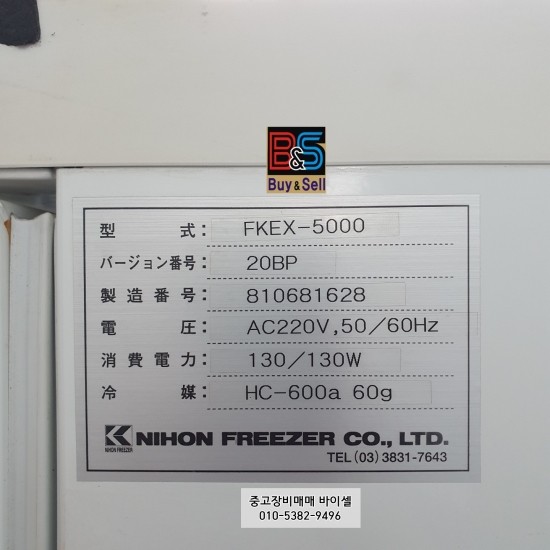 B&S
Buy & Sell
型 式： FKEX-5000
バージョン番号： 20BP
製造番号： 810681628
電 圧： AC220V,50/60Hz
消費電力： 130/130W
冷 媒： HC-600a 60g
NIHON FREEZER NIHON FREEZER CO., LTD.
TEL (03) 3831-7643
중고장비매매 바이셀
010-5382-9496